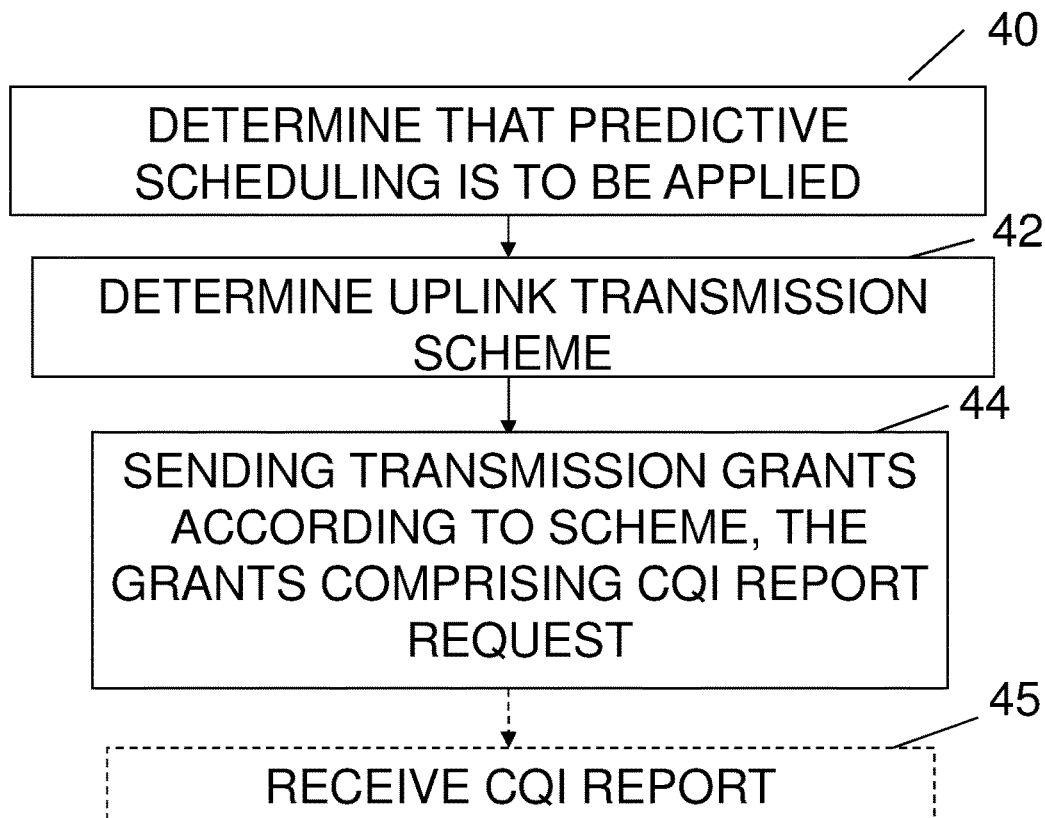 40
DETERMINE THAT PREDICTIVE
SCHEDULING IS TO BE APPLIED
42
DETERMINE UPLINK TRANSMISSION
SCHEME
44
SENDING TRANSMISSION GRANTS
ACCORDING TO SCHEME, THE
GRANTS COMPRISING CQI REPORT
REQUEST
45
RECEIVE CQI REPORT